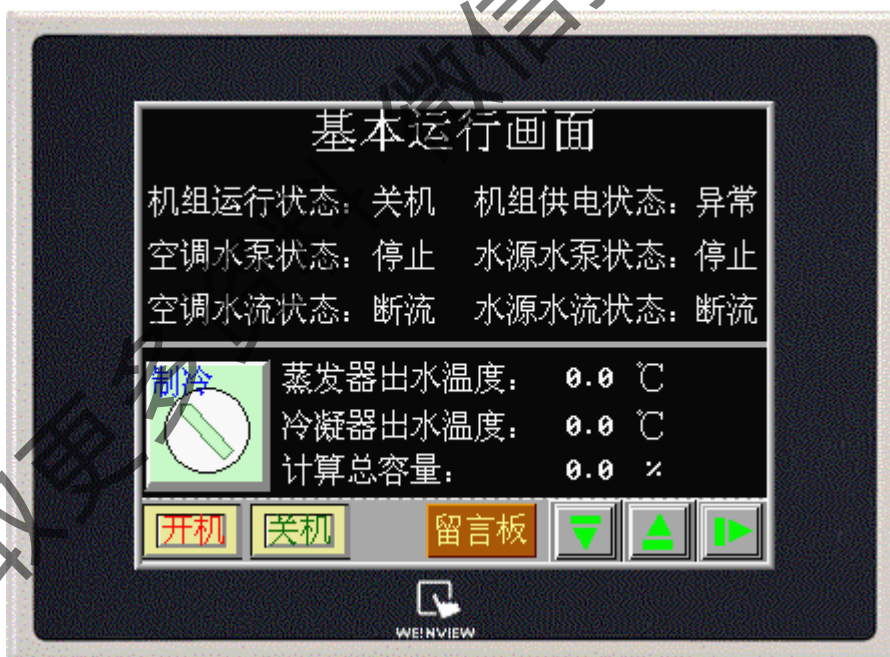 基本运行画面
机组运行状态：关机 机组供电状态：异常
空调水泵状态：停止 水源水泵状态：停止
空调水流状态：断流 水源水流状态：断流
制冷
蒸发器出水温度： 0.0 ℃
冷凝器出水温度： 0.0 ℃
计算总容量： 0.0 %
开机 关机 留言板
WEINVIEW